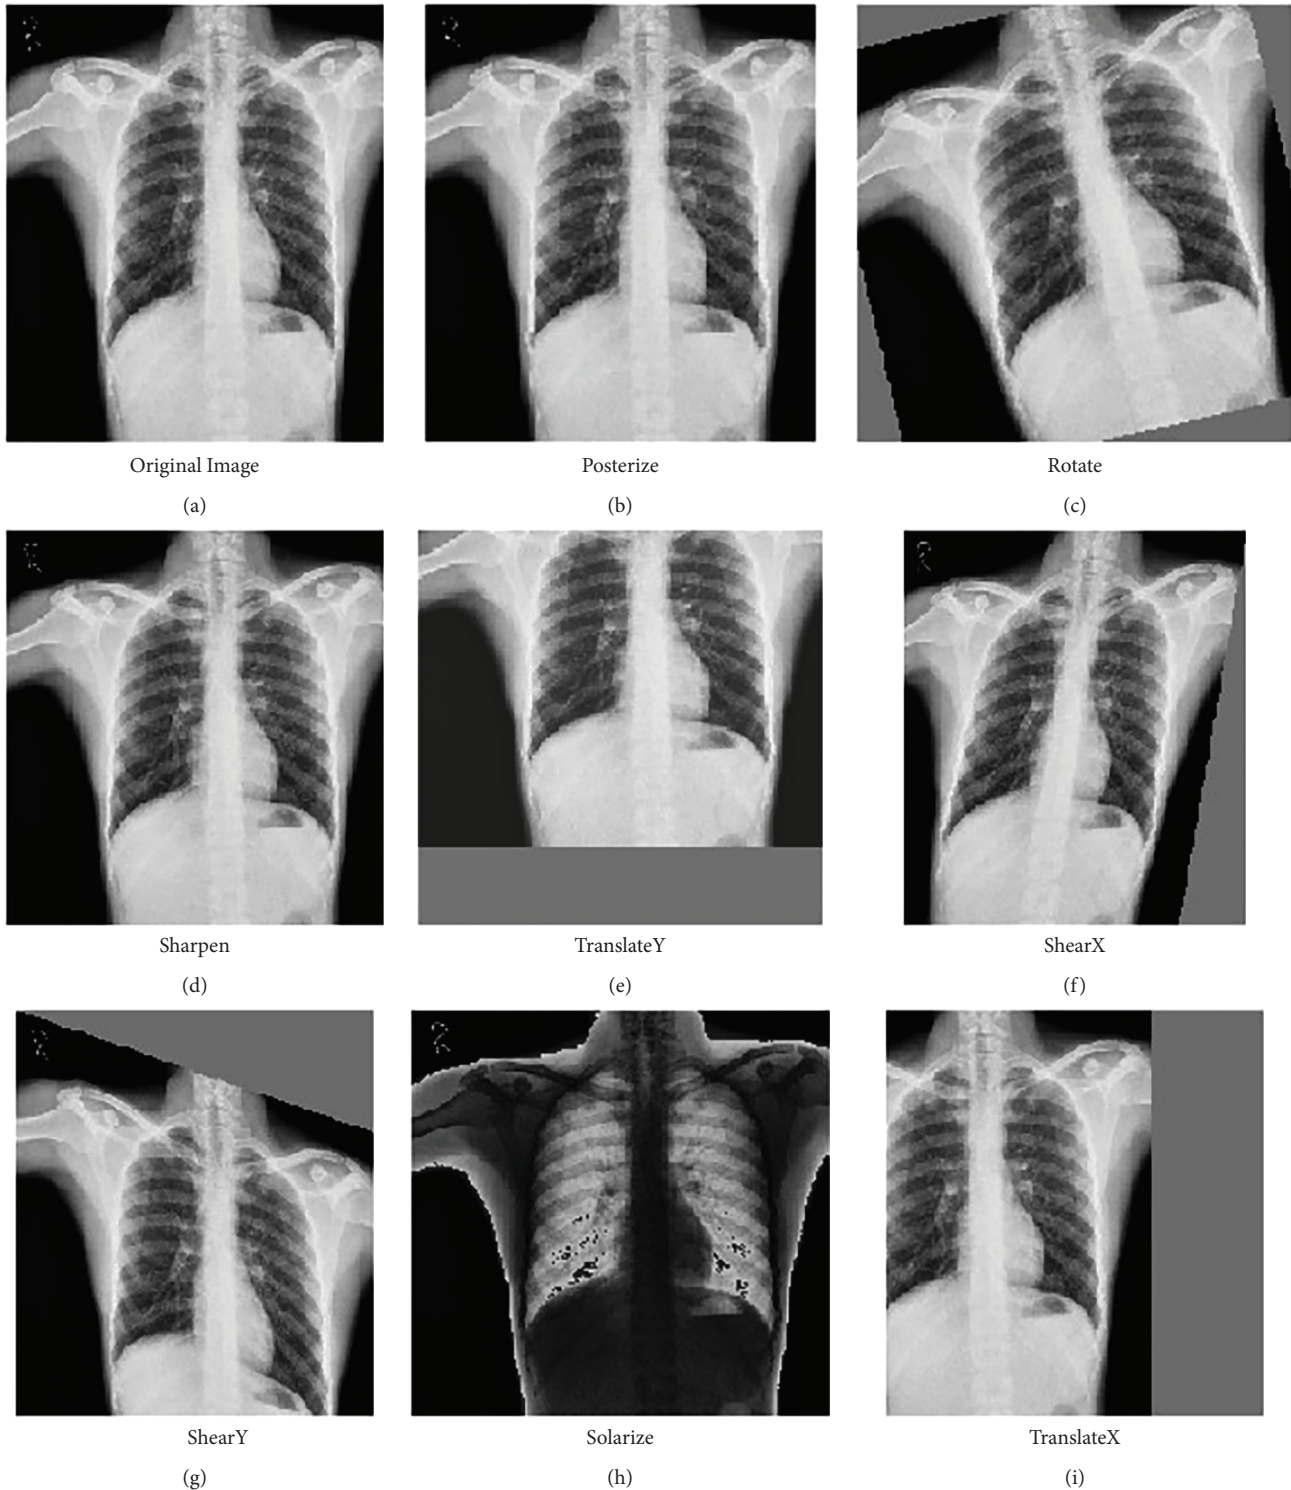 R
R
Original Image
Posterize
Rotate
(a)
(b)
(c)
R
R
Sharpen
TranslateY
ShearX
(d)
(e)
(f)
R
R
ShearY
Solarize
TranslateX
(g)
(h)
(i)